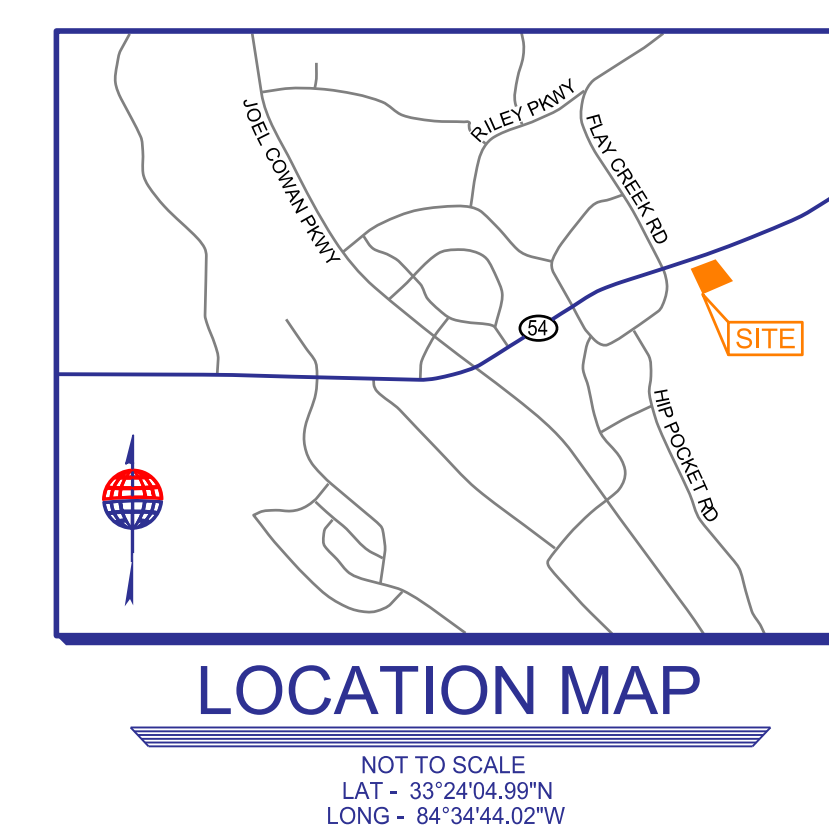 RILEY PKWY
JOEL COWAN PKWY
FLAY CREEK RD
54
SITE
HIP POCKET RD
LOCATION MAP
NOT TO SCALE
LAT - 33°24'04.99"N
LONG - 84°34'44.02"W